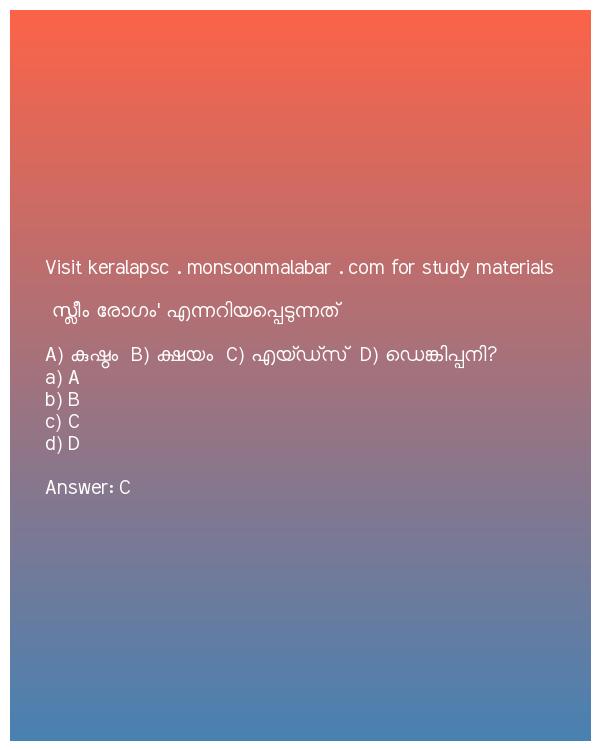 Visit keralapsc . monsoonmalabar . com for study materials
സ്ലീം രോഗം' എന്നറിയപ്പെടുന്നത്
A) കുഷ്ഠം B) ക്ഷയം C) എയ്ഡ്സ് D) ഡെങ്കിപ്പനി?
a) A
b) B
c) C
d) D
Answer: C